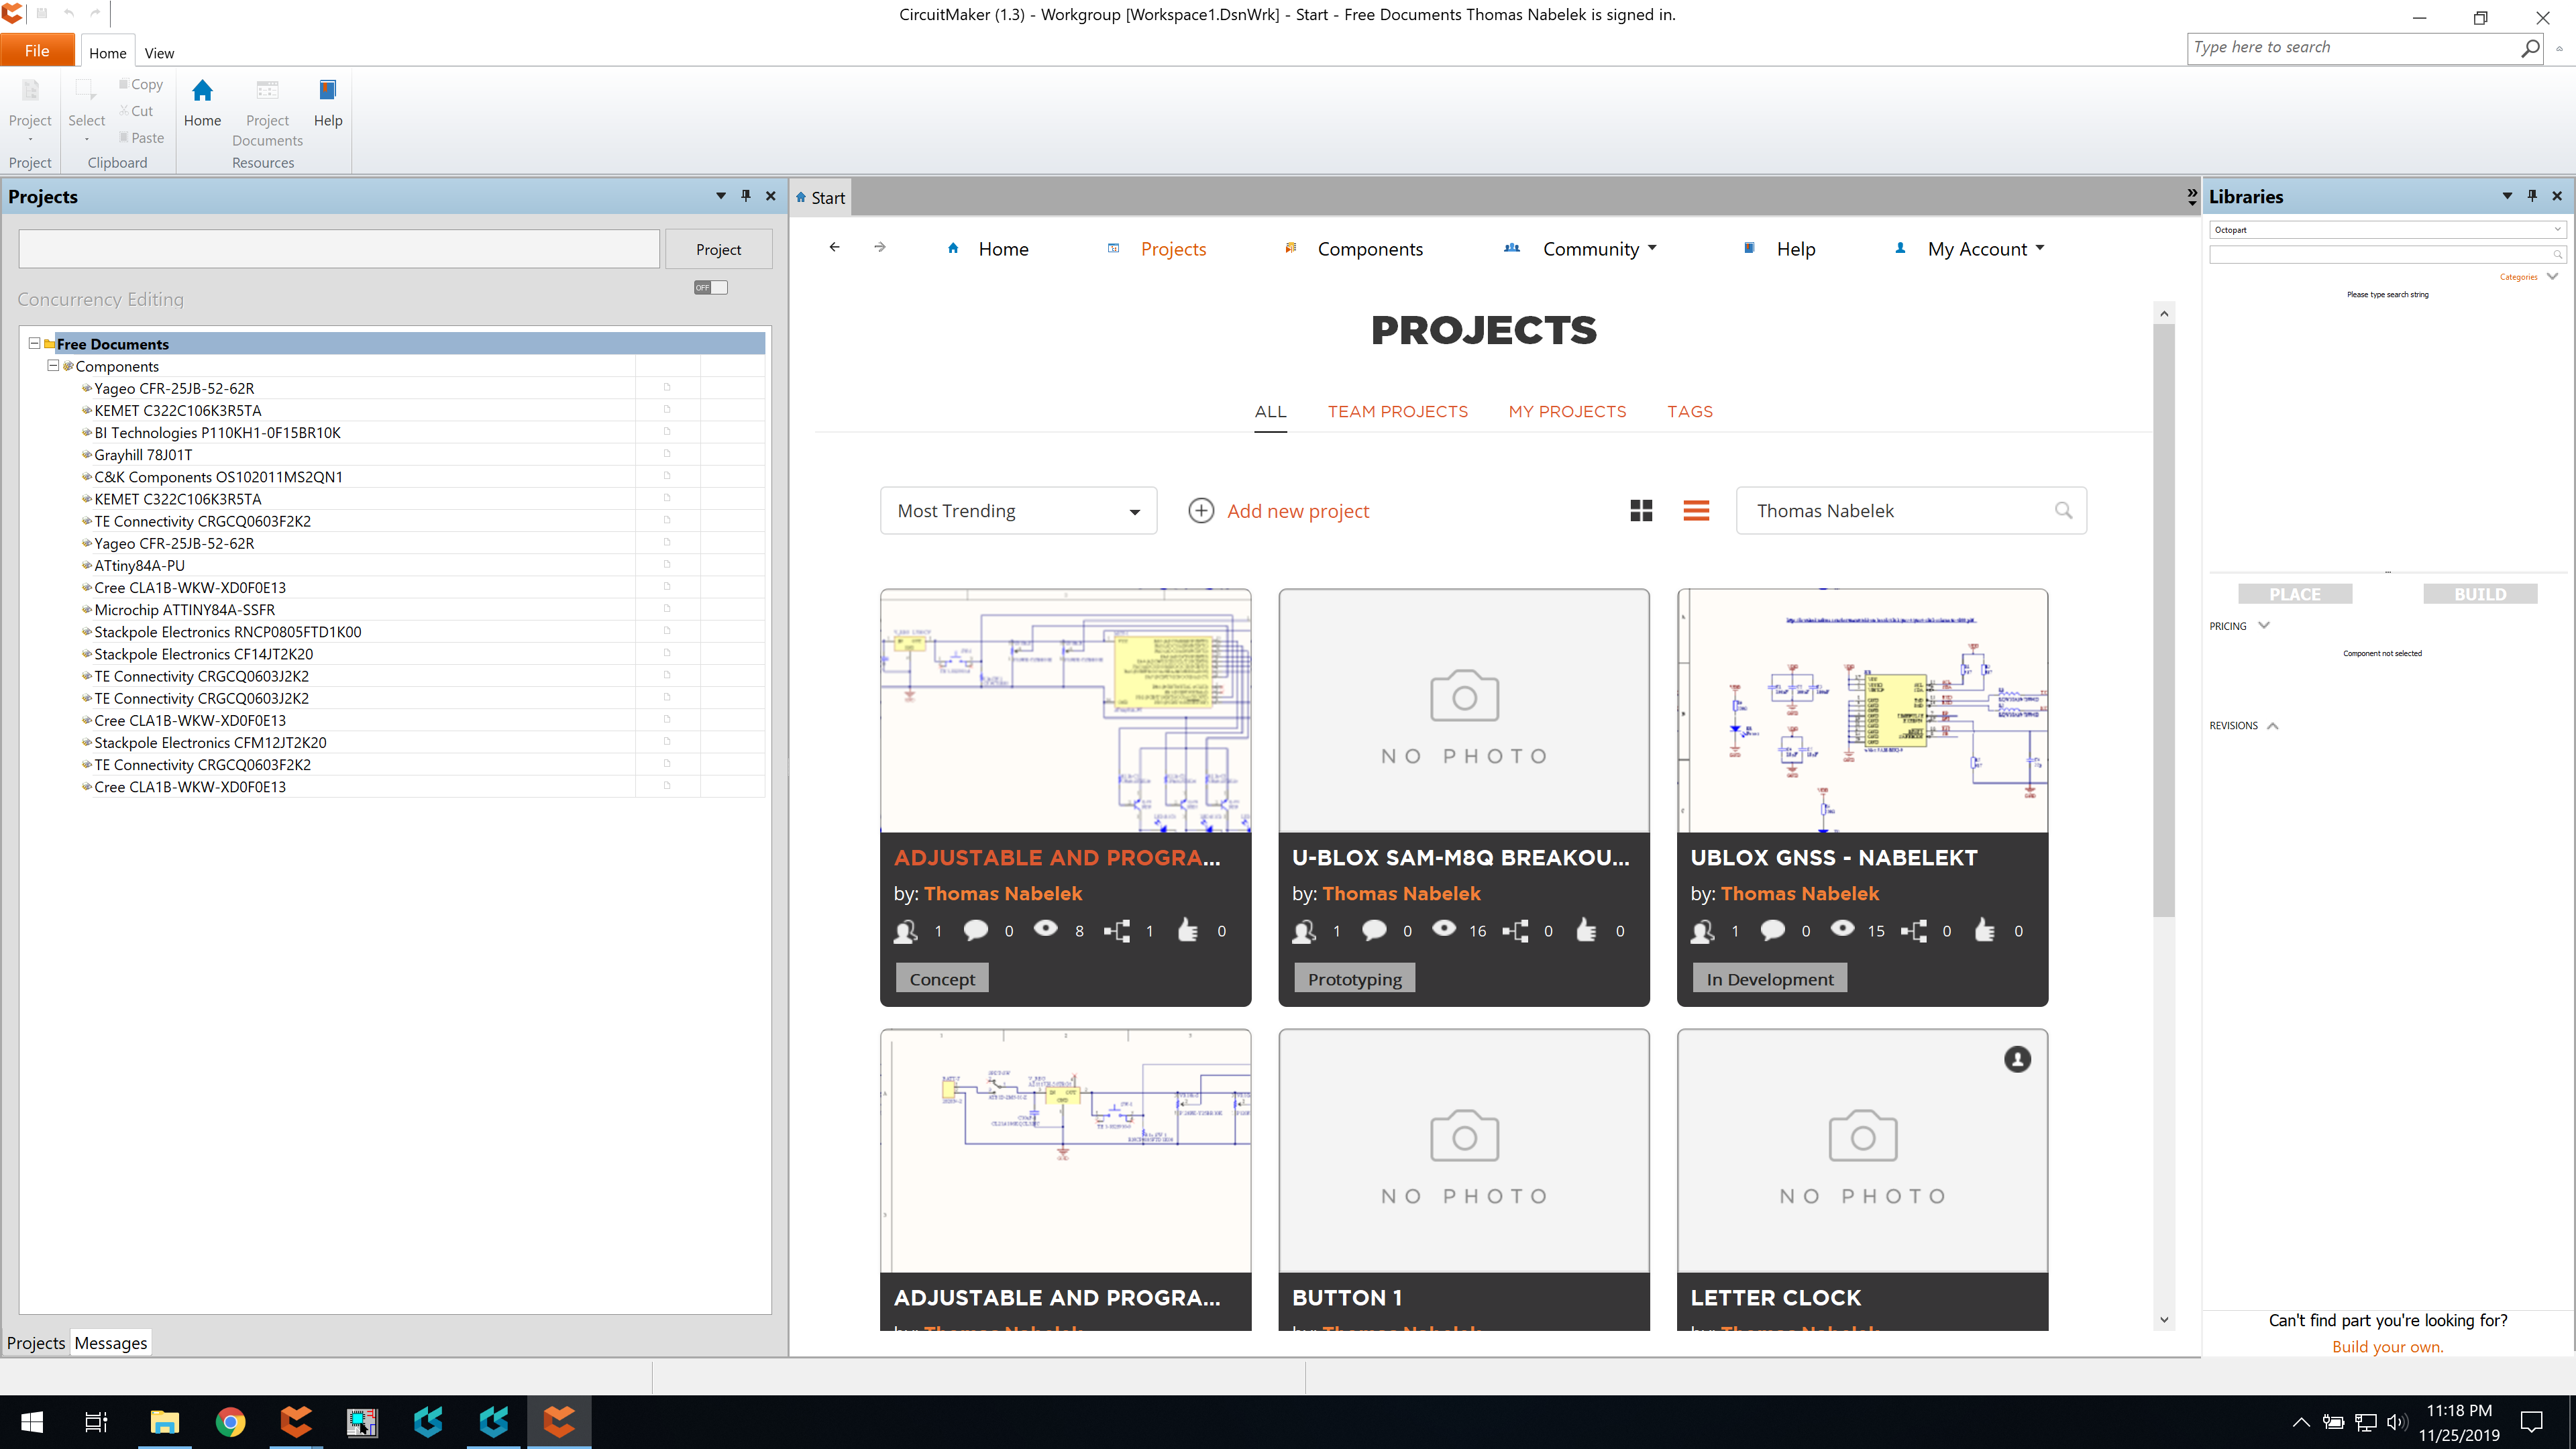 CircuitMaker (1.3) - Workgroup [Workspace1.DsnWrk] - Start - Free Documents Thomas Nabelek is signed in.
File
Home
View
Type here to search
Project
Select
Copy
Cut
Paste
Home
Project
Documents
Help
Project
Clipboard
Resources
Projects
Project
OFF
Concurrency Editing
Free Documents
Components
Yageo CFR-25JB-52-62R
KEMET C322C106K3R5TA
BI Technologies P110KH1-0F15BR10K
Grayhill 78J01T
C&K Components OS102011MS2QN1
KEMET C322C106K3R5TA
TE Connectivity CRGCQ0603F2K2
Yageo CFR-25JB-52-62R
ATtiny84A-PU
Cree CLA1B-WKW-XD0F0E13
Microchip ATTINY84A-SSFR
Stackpole Electronics RNCP0805FTD1K00
Stackpole Electronics CF14JT2K20
TE Connectivity CRGCQ0603J2K2
TE Connectivity CRGCQ0603J2K2
Cree CLA1B-WKW-XD0F0E13
Stackpole Electronics CFM12JT2K20
TE Connectivity CRGCQ0603F2K2
Cree CLA1B-WKW-XD0F0E13
Projects
Messages
Start
Home
Projects
Components
Community
Help
My Account
PROJECTS
ALL
TEAM PROJECTS
MY PROJECTS
TAGS
Most Trending
Add new project
Thomas Nabelek
ADJUSTABLE AND PROGRA...
by: Thomas Nabelek
1 0 8 1 0
Concept
NO PHOTO
U-BLOX SAM-M8Q BREAKOU...
by: Thomas Nabelek
1 0 16 0 0
Prototyping
UBLOX GNSS - NABELEKT
by: Thomas Nabelek
1 0 15 0 0
In Development
ADJUSTABLE AND PROGRA...
by: Thomas Nabelek
NO PHOTO
BUTTON 1
by: Thomas Nabelek
NO PHOTO
LETTER CLOCK
by: Thomas Nabelek
Libraries
Octopart
Categories
Please type search string
PLACE
BUILD
PRICING
Component not selected
REVISIONS
Can't find part you're looking for?
Build your own.
11:18 PM
11/25/2019